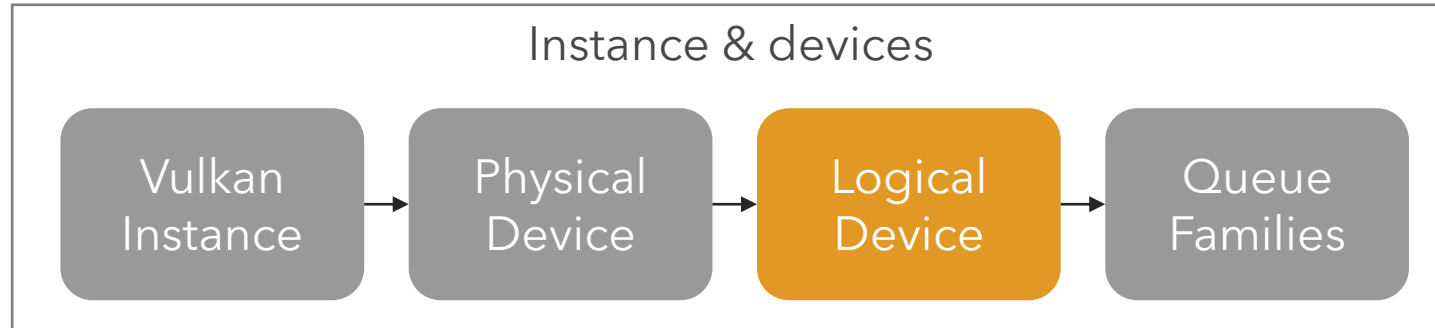 Instance & devices
Vulkan
Instance
Physical
Device
Logical
Device
Queue
Families